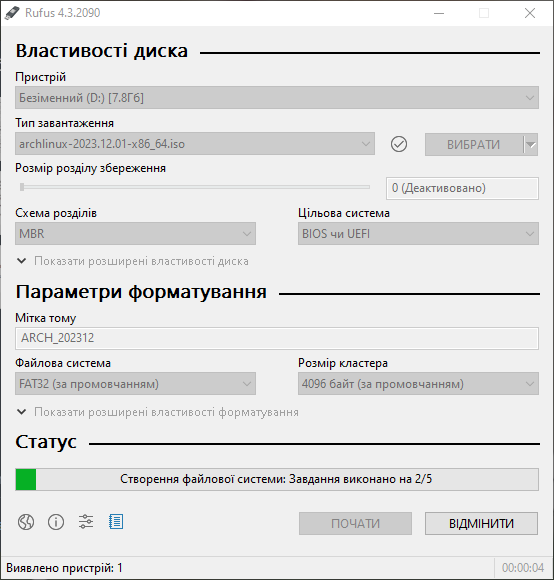 Rufus 4.3.2090
Властивості диска
Пристрій
Безіменний (D:) [7.8Гб]
Тип завантаження
archlinux-2023.12.01-x86_64.iso
ВИБРАТИ
Розмір розділу збереження
0 (Деактивовано)
Схема розділів
Цільова система
MBR
BIOS чи UEFI
Показати розширені властивості диска
Параметри форматування
Мітка тому
ARCH_202312
Файлова система
Розмір кластера
FAT32 (за промовчанням)
4096 байт (за промовчанням)
Показати розширені властивості форматування
Статус
Створення файлової системи: Завдання виконано на 2/5
ПОЧАТИ
ВІДМІНИТИ
Виявлено пристрій: 1
00:00:04